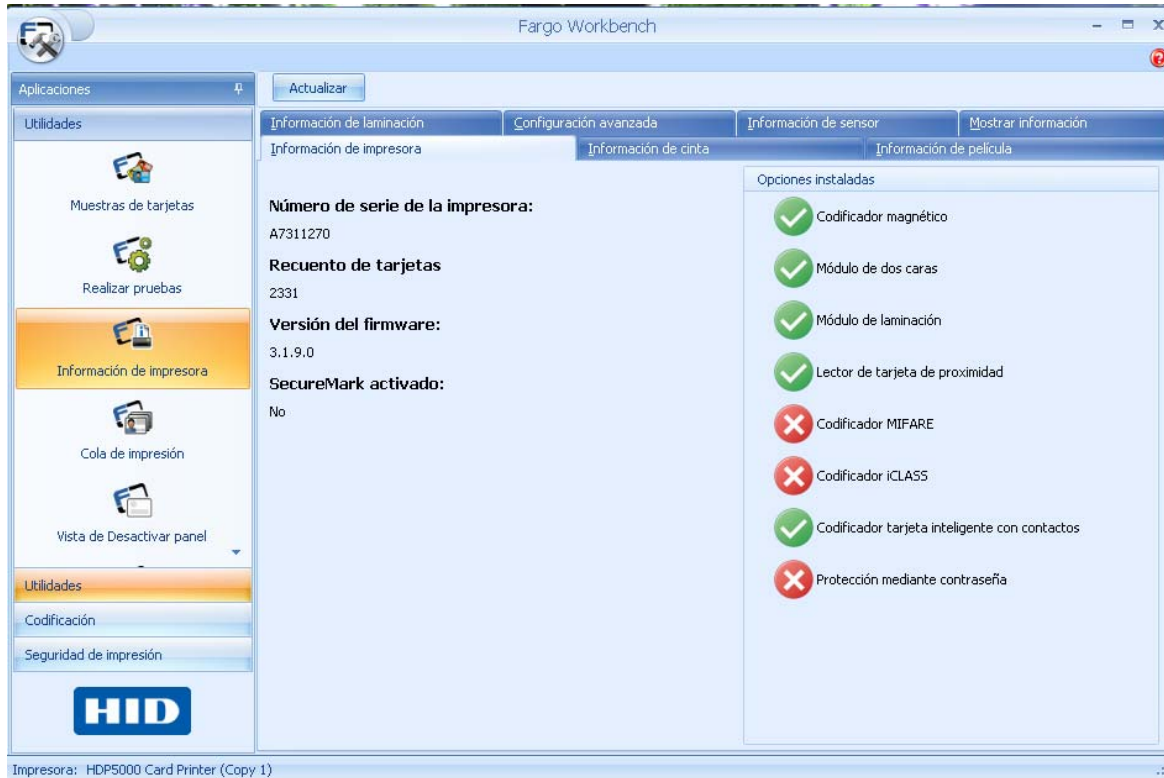 Fargo Workbench
Aplicaciones
Actualizar
Utilidades
Muestras de tarjetas
Realizar pruebas
Información de impresora
Cola de impresión
Vista de Desactivar panel
Utilidades
Codificación
Seguridad de impresión
HID
Información de laminación
Configuración avanzada
Información de sensor
Mostrar información
Información de impresora
Información de cinta
Información de película
Número de serie de la impresora:
A7311270
Recuento de tarjetas
2331
Versión del firmware:
3.1.9.0
SecureMark activado:
No
Opciones instaladas
Codificador magnético
Módulo de dos caras
Módulo de laminación
Lector de tarjeta de proximidad
Codificador MIFARE
Codificador iCLASS
Codificador tarjeta inteligente con contactos
Protección mediante contraseña
Impresora: HDP5000 Card Printer (Copy 1)